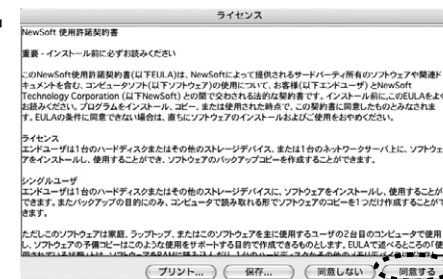 ライセンス
NewSoft 使用許諾契約書
重要 - インストール前に必ずお読みください
このNewSoft使用許諾契約書(以下EULA)は、NewSoftによって提供されるサードパーティ所有のソフトウェアや関連ド
キュメントを含む、コンピュータソフト(以下ソフトウェア)の使用について、お客様(以下エンドユーザ) とNewSoft
Technology Corporation (以下NewSoft) との間で交わされる法的な契約書です。インストール前に、このEULAをよく
お読みください。プログラムをインストール、コピー、または使用された時点で、この契約書に同意したものとみなされま
す。EULAの条件に同意できない場合は、直ちにソフトウェアのインストールおよびご使用をおやめください。
ライセンス
エンドユーザは1台のハードディスクまたはその他のストレージデバイス、または1台のネットワークサーバ上に、ソフトウェ
アをインストールし、使用することができ、ソフトウェアのバックアップコピーを作成することができます。
シングルユーザ
エンドユーザは1台のハードディスクまたはその他のストレージデバイスに、ソフトウェアをインストールし、使用することが
できます。またバックアップの目的にのみ、コンピュータで読み取れる形でソフトウェアのコピーを1つだけ作成することがで
きます。
ただしこのソフトウェアは家庭、ラップトップ、またはこのソフトウェアを主に使用するユーザの2台目のコンピュータで使用
し、ソフトウェアの予備コピーはこのような使用をサポートする目的で作成できるものとします。EULAで述べるところの「使
プリント... 保存... 同意しない 同意する